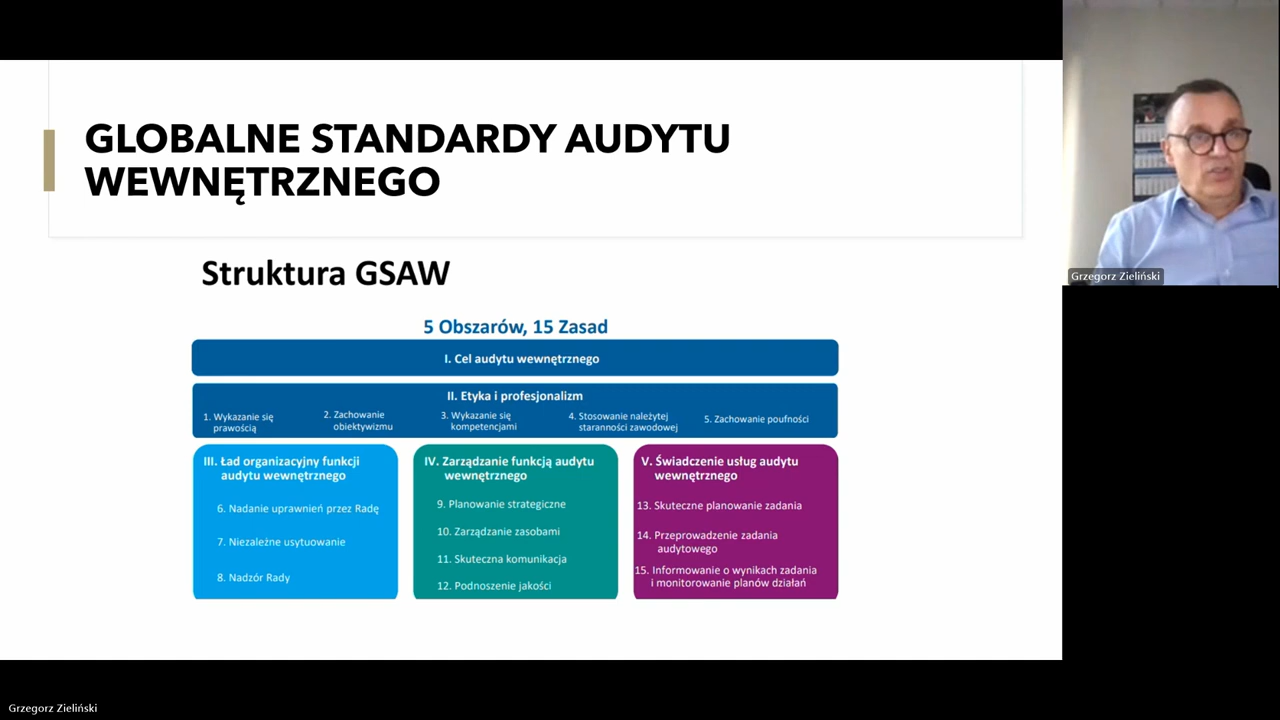 GLOBALNE STANDARDY AUDYTU
WEWNĘTRZNEGO
Struktura GSAW
5 Obszarów, 15 Zasad
I. Cel audytu wewnętrznego
II. Etyka i profesjonalizm
1. Wykazanie się
prawością
2. Zachowanie
obiektywizmu
3. Wykazanie się
kompetencjami
4. Stosowanie należytej
staranności zawodowej
5. Zachowanie poufności
III. Ład organizacyjny funkcji
audytu wewnętrznego
6. Nadanie uprawnień przez Radę
7. Niezależne usytuowanie
8. Nadzór Rady
IV. Zarządzanie funkcją audytu
wewnętrznego
9. Planowanie strategiczne
10. Zarządzanie zasobami
11. Skuteczna komunikacja
12. Podnoszenie jakości
V. Świadczenie usług audytu
wewnętrznego
13. Skuteczne planowanie zadania
14. Przeprowadzenie zadania
audytowego
15. Informowanie o wynikach zadania
i monitorowanie planów działań
Grzegorz Zieliński
Grzegorz Zieliński